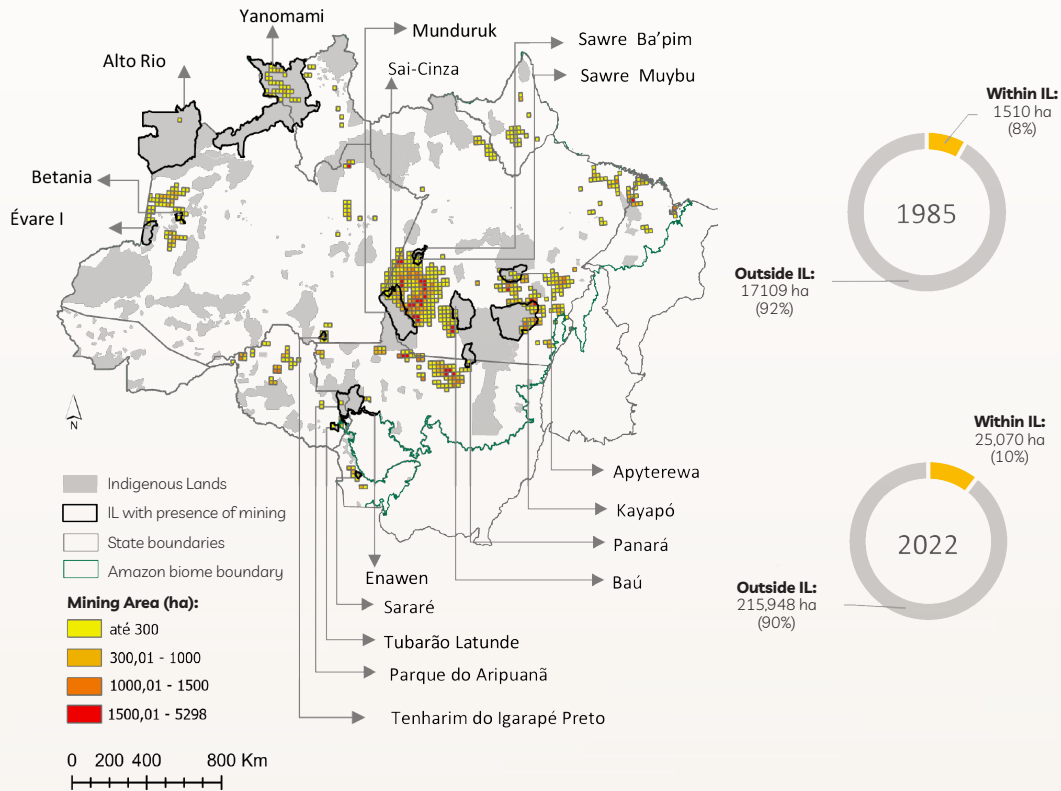 Yanomami
Alto Rio
Munduruk
Sai-Cinza
Sawre Ba'pim
Sawre Muybu
Betania
Évare I
Within IL:
1510 ha
(8%)
1985
Outside IL:
17109 ha
(92%)
Within IL:
25,070 ha
(10%)
2022
Outside IL:
215,948 ha
(90%)
N
Indigenous Lands
IL with presence of mining
State boundaries
Amazon biome boundary
Mining Area (ha):
até 300
300,01 - 1000
1000,01 - 1500
1500,01 - 5298
0 200 400 800 Km
Apyterewa
Kayapó
Panará
Baú
Enawen
Sararé
Tubarão Latunde
Parque do Aripuanã
Tenharim do Igarapé Preto